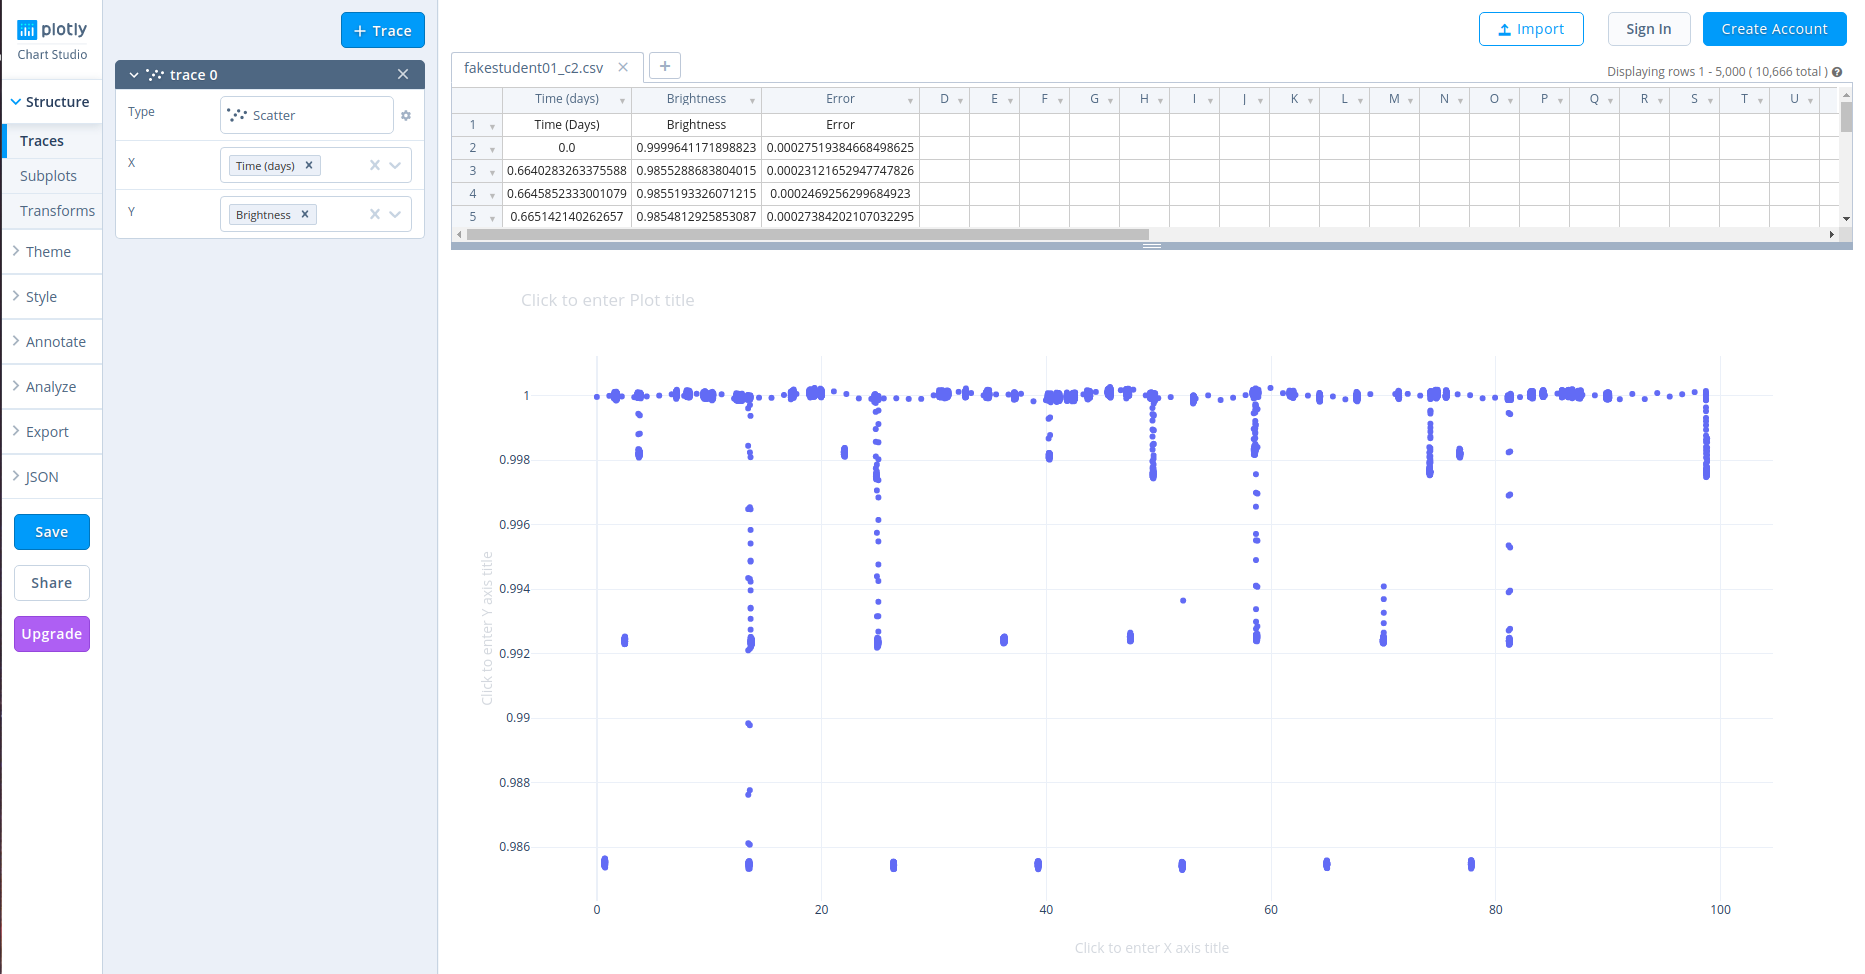 plotly
Chart Studio
Structure
Traces
Subplots
Transforms
Theme
Style
Annotate
Analyze
Export
JSON
Save
Share
Upgrade
+ Trace
trace 0
Type
Scatter
X
Time (days)
Y
Brightness
Import
Sign In
Create Account
fakestudent01_c2.csv
+
Displaying rows 1 - 5,000 ( 10,666 total )
Time (days) Brightness Error D E F G H I J K L M N O P Q R S T U
1 Time (Days) Brightness Error
2 0.0 0.9999641171898823 0.00027519384668498625
3 0.6640283263375588 0.9855288683804015 0.00023121652947747826
4 0.6645852333001079 0.9855193326071215 0.0002469256299684923
5 0.665142140262657 0.9854812925853087 0.00027384202107032295
Click to enter Plot title
Click to enter Y axis title
1
0.998
0.996
0.994
0.992
0.99
0.988
0.986
0 20 40 60 80 100
Click to enter X axis title